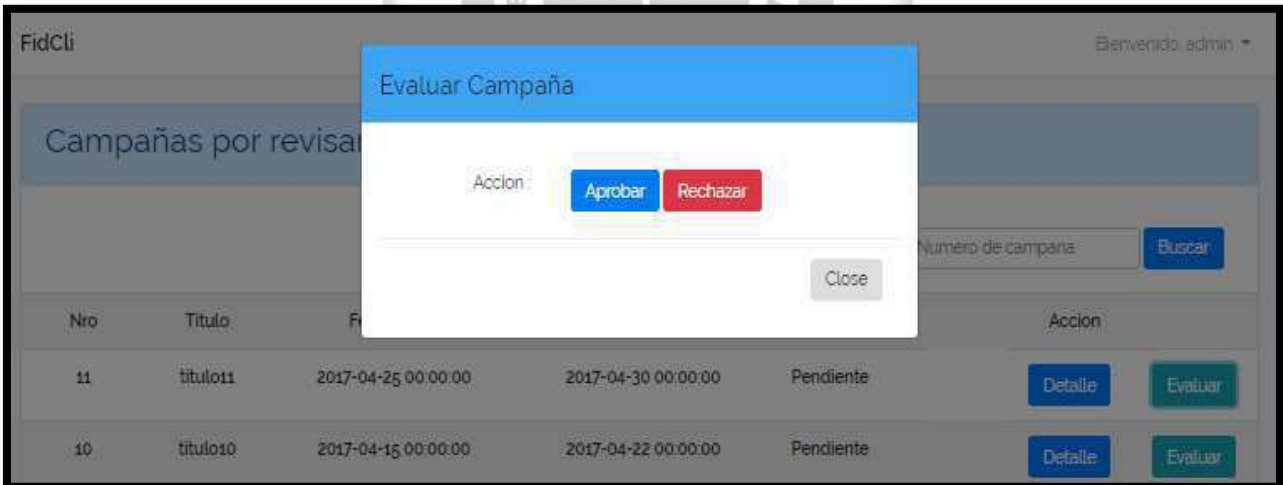 FidCli
Bienvenido, admin
Evaluar Campaña
Campañas por revisar
Accion :
Aprobar
Rechazar
Numero de campana
Buscar
Close
Nro Titulo Accion
11 titulo11 2017-04-25 00:00:00 2017-04-30 00:00:00 Pendiente Detalle Evaluar
10 titulo10 2017-04-15 00:00:00 2017-04-22 00:00:00 Pendiente Detalle Evaluar